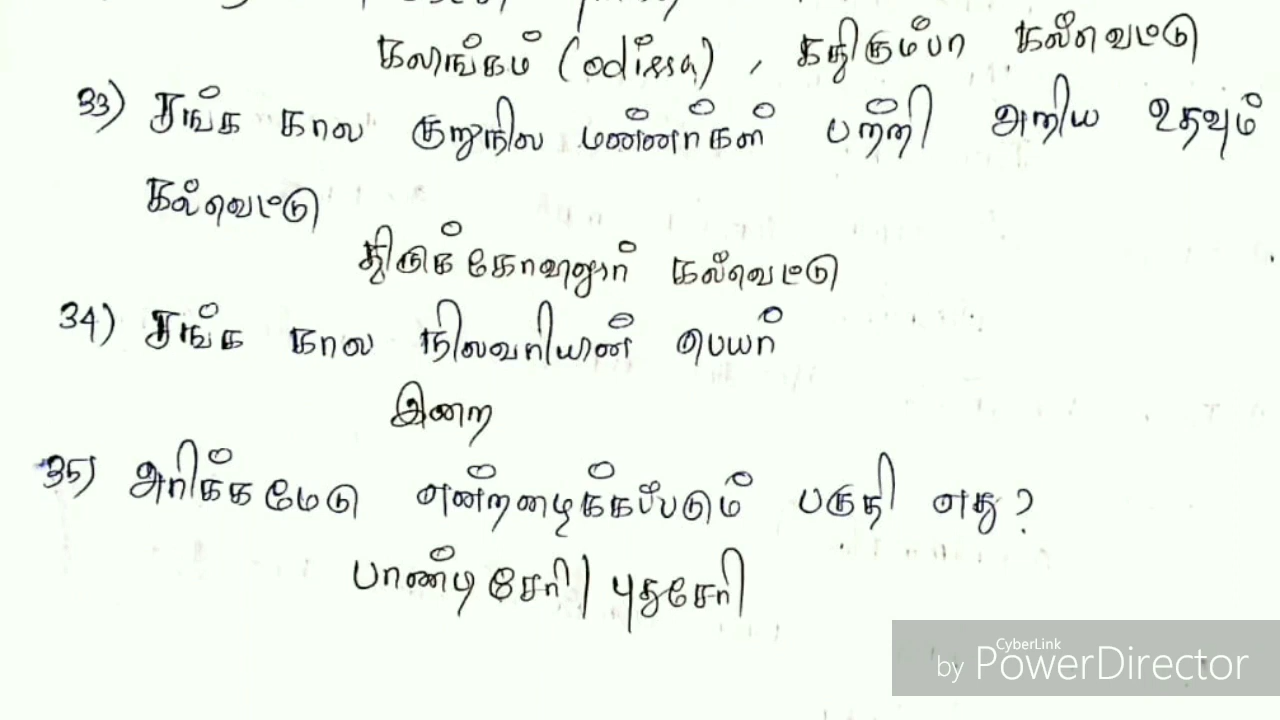 கலிங்கம் (odissa), கதிகும்பா கல்வெட்டு
33) சங்க கால குறுநில மன்னர்கள் பற்றி அறிய உதவும்
கல்வெட்டு
திருக்கோவலூர் கல்வெட்டு
34) சங்க கால நிலவரியின் பெயர்
இறை
35) அரிக்கமேடு என்றழைக்கப்படும் பகுதி எது?
பாண்டிசேரி / புதுசேரி
CyberLink
by PowerDirector